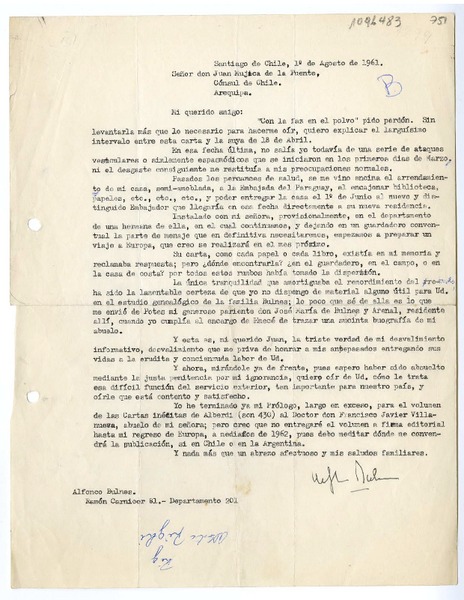 1096483 751
Santiago de Chile, 1º de Agosto de 1961.
Señor don Juan Mujica de la Fuente,
Cónsul de Chile.
B
Arequipa.
Mi querido amigo:
"Con la faz en el polvo" pido perdón. Sin
levantarla más que lo necesario para hacerme oír, quiero explicar el larguísimo
intervalo entre esta carta y la suya de 18 de Abril.
En esa fecha última, no salía yo todavía de una serie de ataques
vesiculares o simplemente espasmódicos que se iniciaron en los primeros días de Marzo,
ni el desgaste consiguiente me restituía a mis preocupaciones normales.
Pasados los percances de salud, se me vino encima el arrendamiento
de mi casa, semi-amoblada, a la Embajada del Paraguay, el encajonar biblioteca,
papeles, etc., etc., etc., y poder entregar la casa el 1º de Junio al nuevo y dis-
tinguido Embajador que llegaría en esa fecha directamente a su nueva residencia.
Instalado con mi señora, provisionalmente, en el departamento
de una hermana de ella, en el cual continuamos, y dejando en un guardadero conven-
cional la parte de menaje que en definitiva necesitaremos, empezamos a preparar un
viaje a Europa, que creo se realizará en el mes próximo.
Su carta, como cada papel o cada libro, existía en mi memoria y
reclamaba respuesta; pero ¿dónde encontrarla? ¿en el guardadero, en el campo, o en
la casa de costa? por todos estos rumbos había tomado la dispersión.
La única tranquilidad que amortiguaba el remordimiento del
ha sido la lamentable certeza de que yo no dispongo de material alguno útil para Ud.
en el estudio genealógico de la familia Bulnes; lo poco que sé de ella es lo que
me envió de Potes mi generoso pariente don José María de Bulnes y Arenal, residente
allí, cuando yo cumplía el encargo de Emecé de trazar una sucinta biografía de mi
abuelo.
Y esta es, mi querido Juan, la triste verdad de mi desvalimiento
informativo, desvalimiento que me priva de honrar a mis antepasados entregando sus
vidas a la erudita y concienzuda labor de Ud.
Y ahora, mirándole ya de frente, pues espero haber sido absuelto
mediante la justa penitencia por mi ignorancia, quiero oír de Ud. cómo le trata
esa difícil función del servicio exterior, tan importante para nuestro país, y
oírle que está contento y satisfecho.
Yo he terminado ya mi Prólogo, largo en exceso, para el volumen
de las Cartas Inéditas de Alberdi (son 430) al Doctor don Francisco Javier Villa-
nueva, abuelo de mi señora; pero creo que no entregaré el volumen a firma editorial
hasta mi regreso de Europa, a mediados de 1962, pues debo meditar dónde me conven-
drá la publicación, si en Chile o en la Argentina.
Y nada más que un abrazo afectuoso y mis saludos familiares.
Alfonso Bulnes.
Ramón Carnicer 81.- Departamento 201